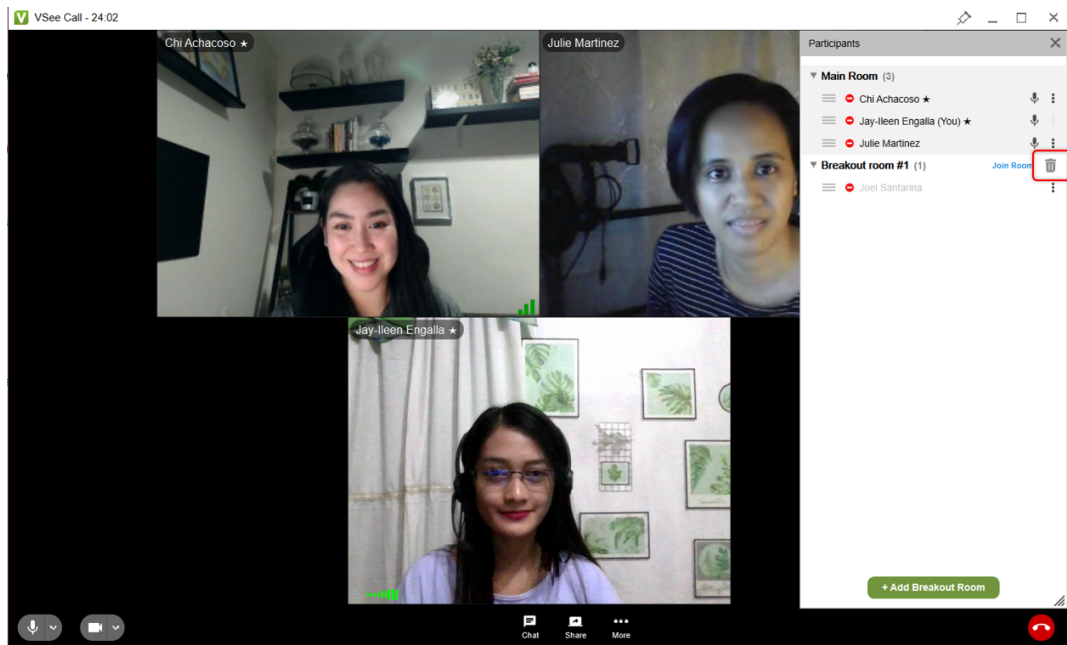 VSee Call - 24:02
Chi Achacoso ★
Julie Martinez
Jay-Ileen Engalla ★
Participants
Main Room (3)
Chi Achacoso ★
Jay-Ileen Engalla (You) ★
Julie Martinez
Breakout room #1 (1) Join Room
Joel Santarina
+ Add Breakout Room
Chat Share More